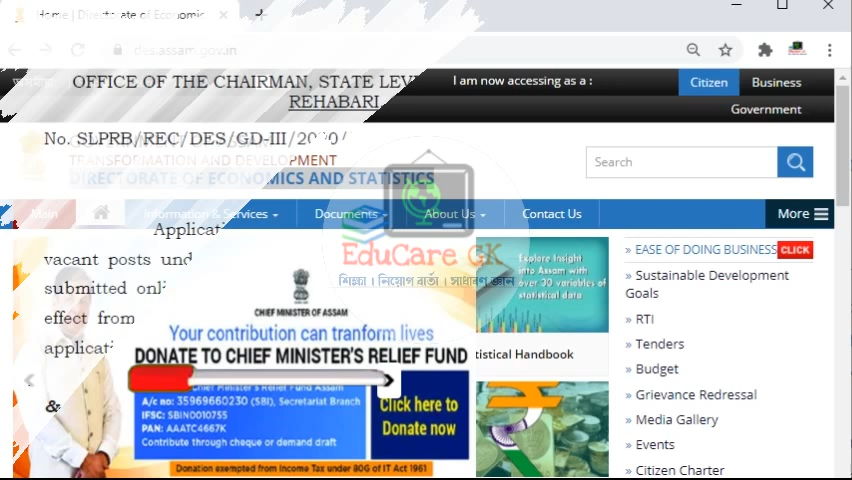 Home | Directorate of Economic
des.assam.gov.in
OFFICE OF THE CHAIRMAN, STATE LEV
REHABARI
I am now accessing as a :
Citizen
Business
Government
No. SLPRB/REC/DES/GD-III/2020/
TRANSFORMATION AND DEVELOPMENT
DIRECTORATE OF ECONOMICS AND STATISTICS
Search
Main
Information & Services
Documents
About Us
Contact Us
More
Applicati
vacant posts und
submitted onl
effect from
applicati
&
EduCare GK
শিক্ষা । নিয়োগ বাৰ্তা । সাধাৰণ জ্ঞান
CHIEF MINISTER OF ASSAM
Your contribution can tranform lives
DONATE TO CHIEF MINISTER'S RELIEF FUND
Chief Minister's Relief Fund Assam
A/c no: 35969660230 (SBI), Secretariat Branch
IFSC: SBIN0010755
PAN: AAATC4667K
Contribute through cheque or demand draft
Click here to
Donate now
Donation exempted from Income Tax under 80G of IT Act 1961
Explore Insight
into Assam with
over 30 variables of
statistical data
tistical Handbook
» EASE OF DOING BUSINESS CLICK
» Sustainable Development
Goals
» RTI
» Tenders
» Budget
» Grievance Redressal
» Media Gallery
» Events
» Citizen Charter